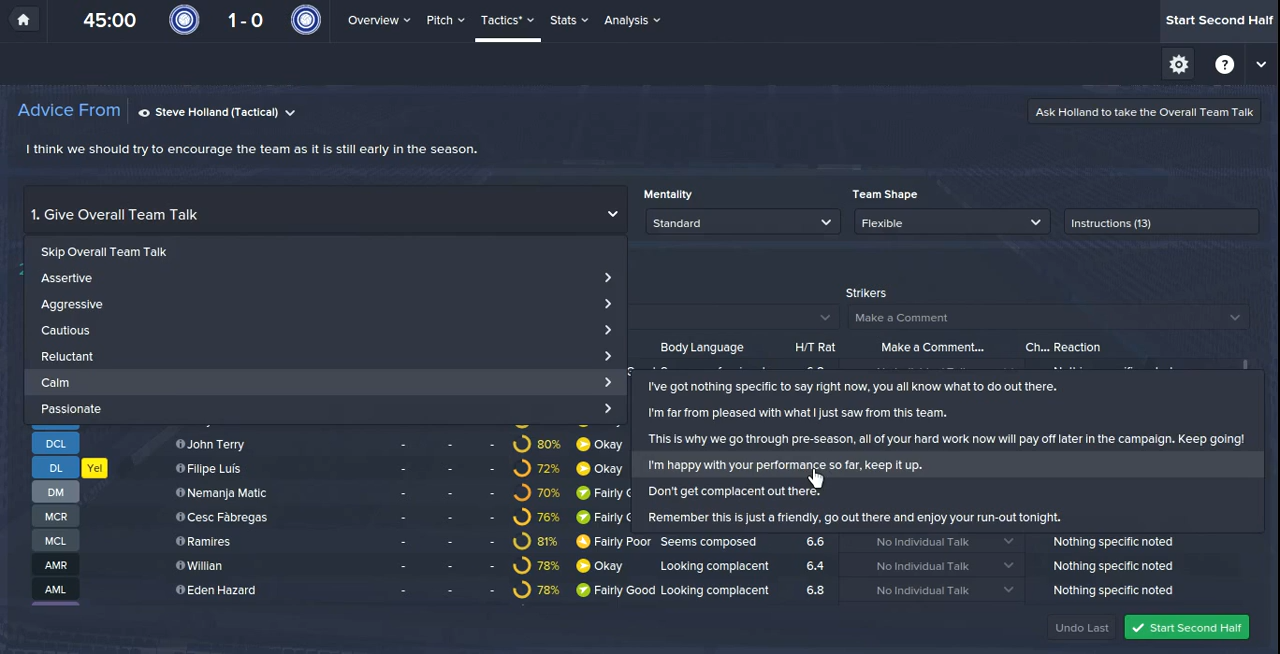 45:00 1 - 0 Overview Pitch Tactics* Stats Analysis Start Second Half
?
Advice From Steve Holland (Tactical) Ask Holland to take the Overall Team Talk
I think we should try to encourage the team as it is still early in the season.
Mentality Team Shape
1. Give Overall Team Talk Standard Flexible Instructions (13)
Skip Overall Team Talk
Assertive
Aggressive
Cautious
Reluctant
Calm
Passionate
Strikers
Make a Comment
Body Language H/T Rat Make a Comment... Ch... Reaction
I've got nothing specific to say right now, you all know what to do out there.
I'm far from pleased with what I just saw from this team.
This is why we go through pre-season, all of your hard work now will pay off later in the campaign. Keep going!
I'm happy with your performance so far, keep it up.
Don't get complacent out there.
Remember this is just a friendly, go out there and enjoy your run-out tonight.
DCL John Terry - - - 80% Okay
DL Yel Filipe Luís - - - 72% Okay
DM Nemanja Matic - - - 70% Fairly
MCR Cesc Fàbregas - - - 76% Fairly
MCL Ramires - - - 81% Fairly Poor Seems composed 6.6 No Individual Talk Nothing specific noted
AMR Willian - - - 78% Okay Looking complacent 6.4 No Individual Talk Nothing specific noted
AML Eden Hazard - - - 78% Fairly Good Looking complacent 6.8 No Individual Talk Nothing specific noted
Undo Last Start Second Half